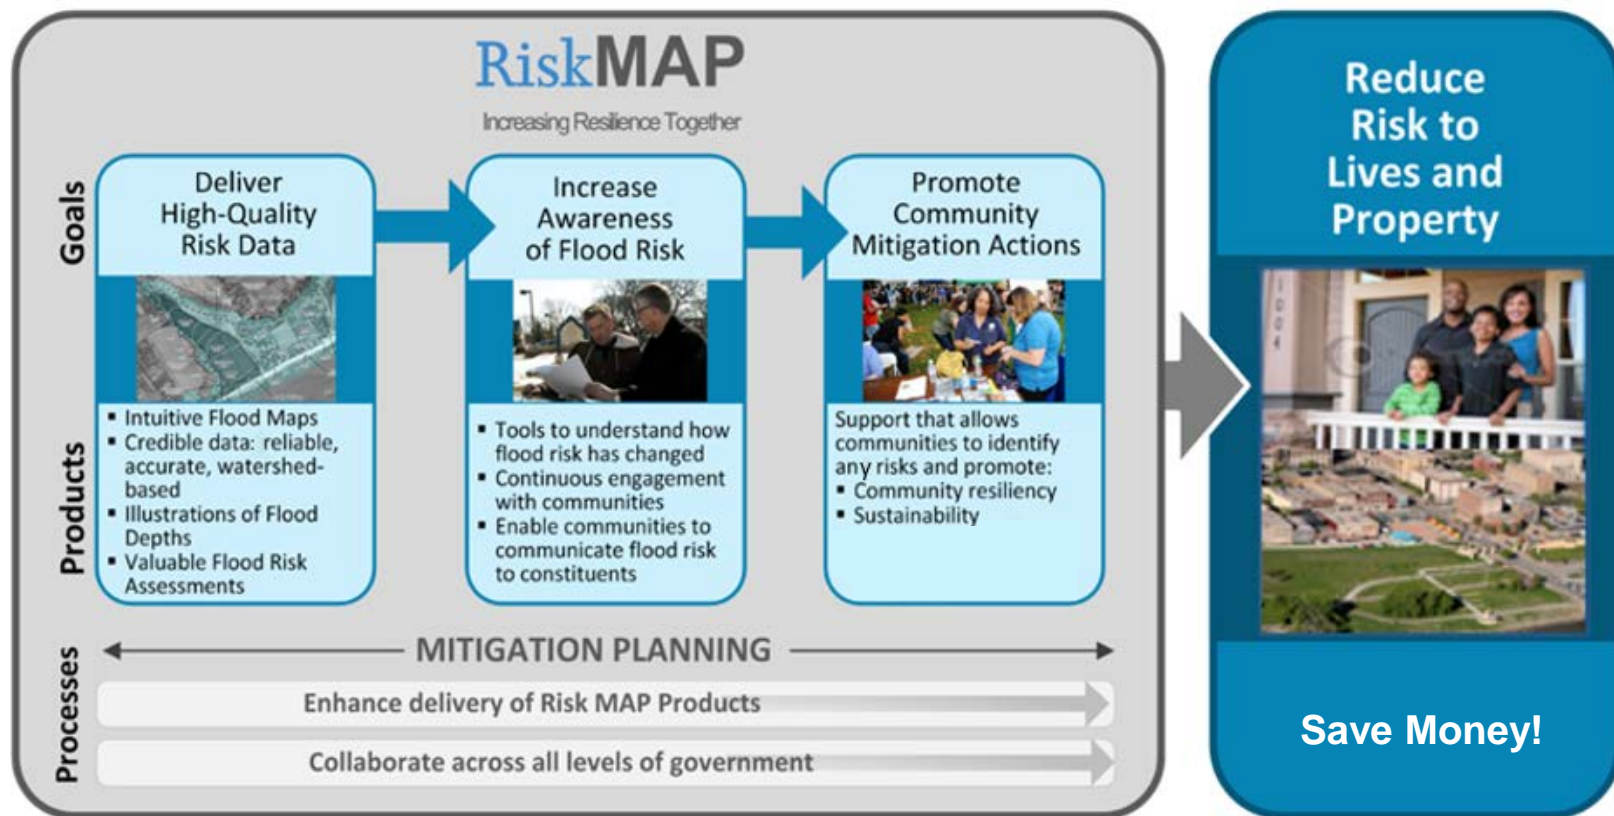 RiskMAP
Increasing Resilience Together
Goals
Deliver
High-Quality
Risk Data
Increase
Awareness
of Flood Risk
Promote
Community
Mitigation Actions
Products
▪ Intuitive Flood Maps
▪ Credible data: reliable,
accurate, watershed-
based
▪ Illustrations of Flood
Depths
▪ Valuable Flood Risk
Assessments
▪ Tools to understand how
flood risk has changed
▪ Continuous engagement
with communities
▪ Enable communities to
communicate flood risk
to constituents
Support that allows
communities to identify
any risks and promote:
▪ Community resiliency
▪ Sustainability
Processes
MITIGATION PLANNING
Enhance delivery of Risk MAP Products
Collaborate across all levels of government
Reduce
Risk to
Lives and
Property
1004
Save Money!